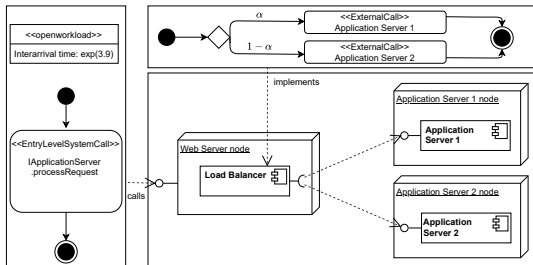 <<openworkload>>
Interarrival time: exp(3.9)
<<EntryLevelSystemCall>>
IApplicationServer
.processRequest
calls
α
<<ExternalCall>>
Application Server 1
1−α
<<ExternalCall>>
Application Server 2
implements
Web Server node
Load Balancer
Application Server 1 node
Application
Server 1
Application Server 2 node
Application
Server 2